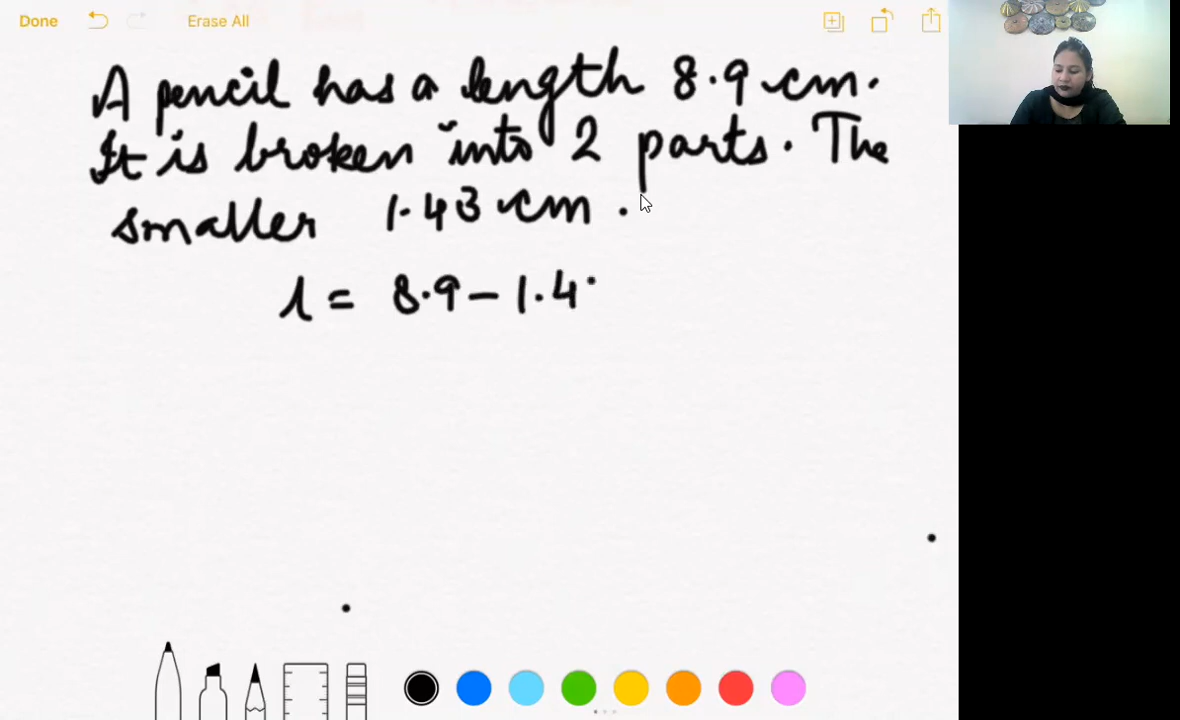 Done Erase All
A pencil has a length 8.9 cm.
It is broken into 2 parts. The
smaller 1.43 cm.
l = 8.9 - 1.4